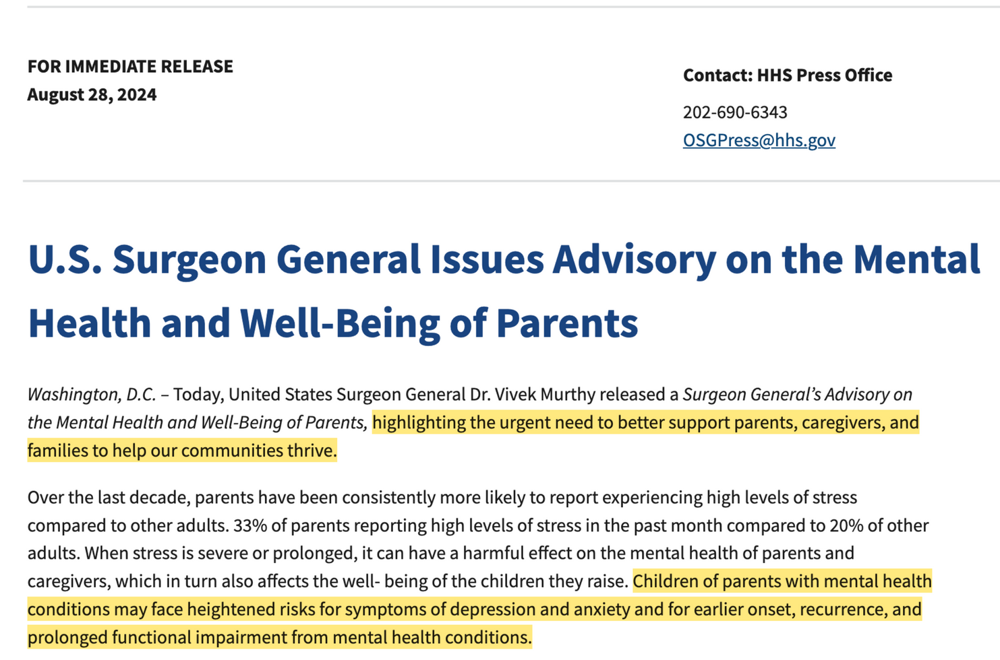 FOR IMMEDIATE RELEASE
August 28, 2024
Contact: HHS Press Office
202-690-6343
OSGPress@hhs.gov
U.S. Surgeon General Issues Advisory on the Mental
Health and Well-Being of Parents
Washington, D.C. – Today, United States Surgeon General Dr. Vivek Murthy released a Surgeon General’s Advisory on
the Mental Health and Well-Being of Parents, highlighting the urgent need to better support parents, caregivers, and
families to help our communities thrive.
Over the last decade, parents have been consistently more likely to report experiencing high levels of stress
compared to other adults. 33% of parents reporting high levels of stress in the past month compared to 20% of other
adults. When stress is severe or prolonged, it can have a harmful effect on the mental health of parents and
caregivers, which in turn also affects the well- being of the children they raise. Children of parents with mental health
conditions may face heightened risks for symptoms of depression and anxiety and for earlier onset, recurrence, and
prolonged functional impairment from mental health conditions.